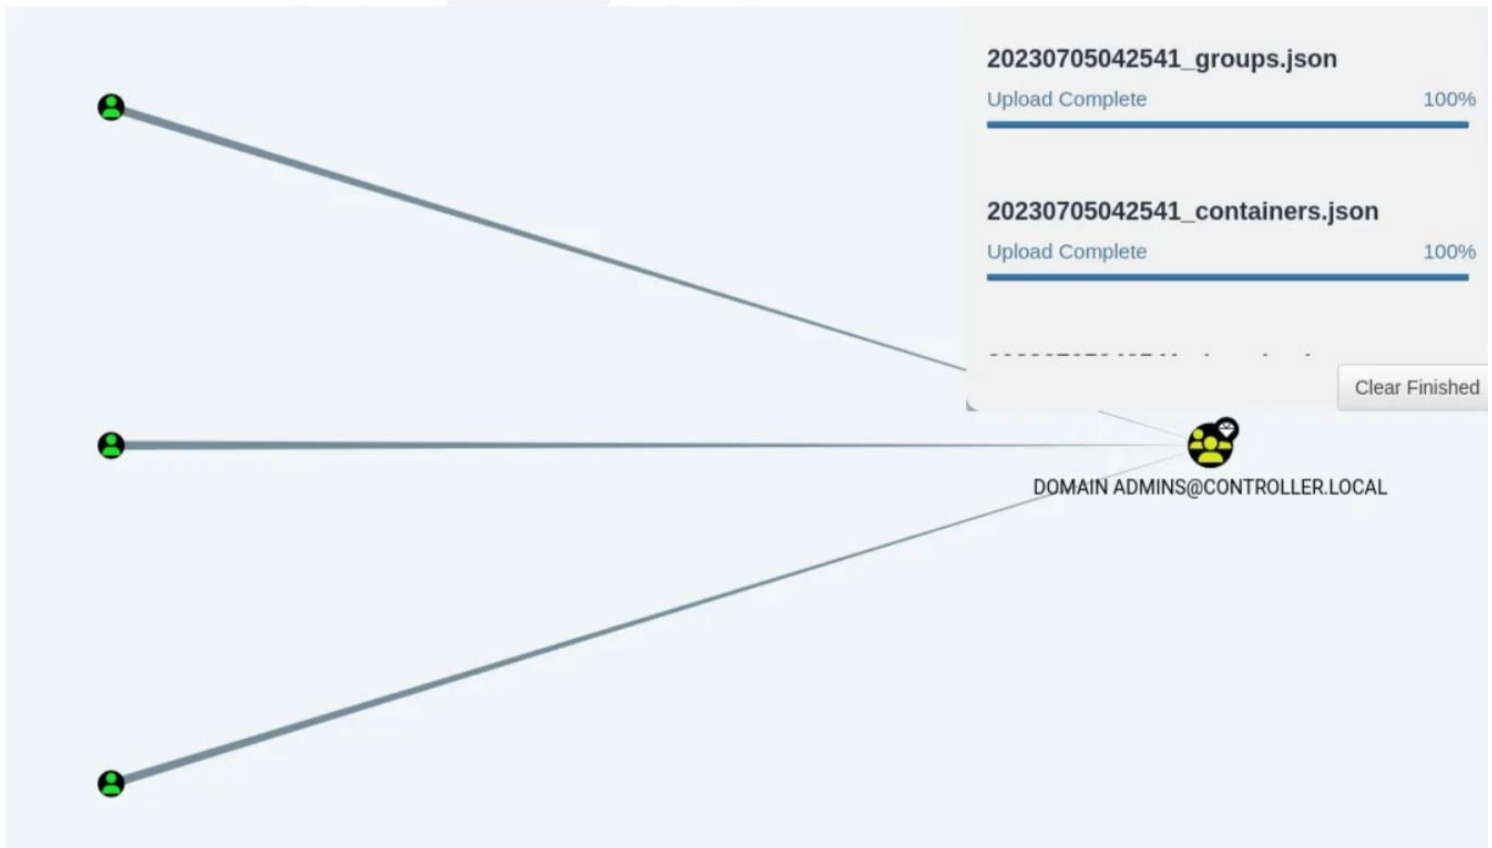 20230705042541_groups.json
Upload Complete 100%
20230705042541_containers.json
Upload Complete 100%
Clear Finished
DOMAIN ADMINS@CONTROLLER.LOCAL